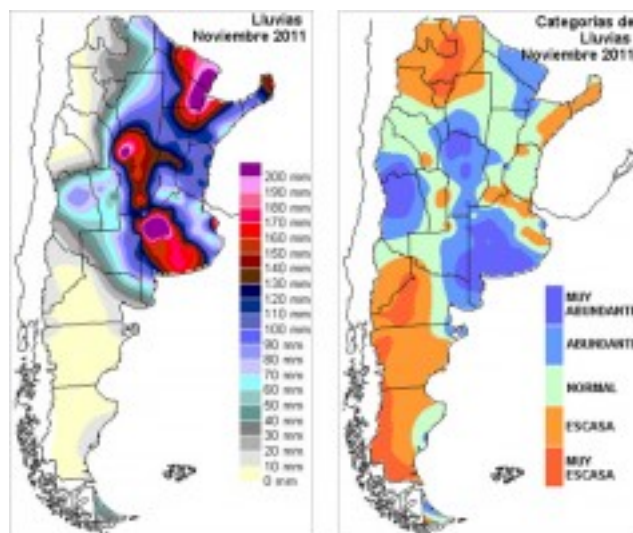 Lluvias
Noviembre 2011
200 mm
190 mm
180 mm
170 mm
160 mm
150 mm
140 mm
130 mm
120 mm
110 mm
100 mm
90 mm
80 mm
70 mm
60 mm
50 mm
40 mm
30 mm
20 mm
10 mm
0 mm
Categorías de
Lluvias
Noviembre 2011
MUY
ABUNDANTE
ABUNDANTE
NORMAL
ESCASA
MUY
ESCASA